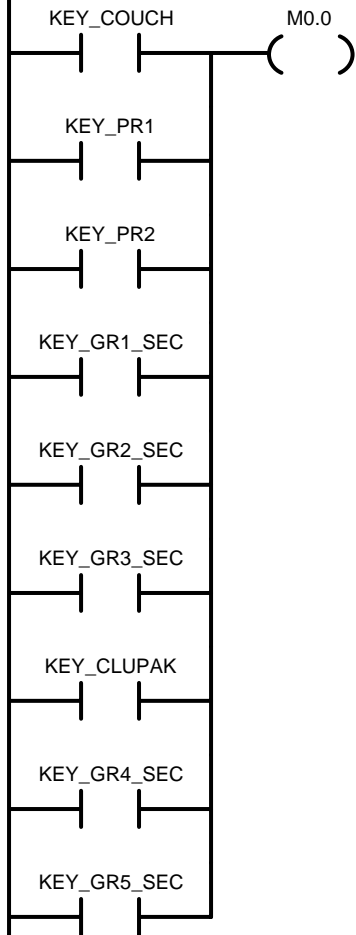 KEY_COUCH M0.0
KEY_PR1
KEY_PR2
KEY_GR1_SEC
KEY_GR2_SEC
KEY_GR3_SEC
KEY_CLUPAK
KEY_GR4_SEC
KEY_GR5_SEC